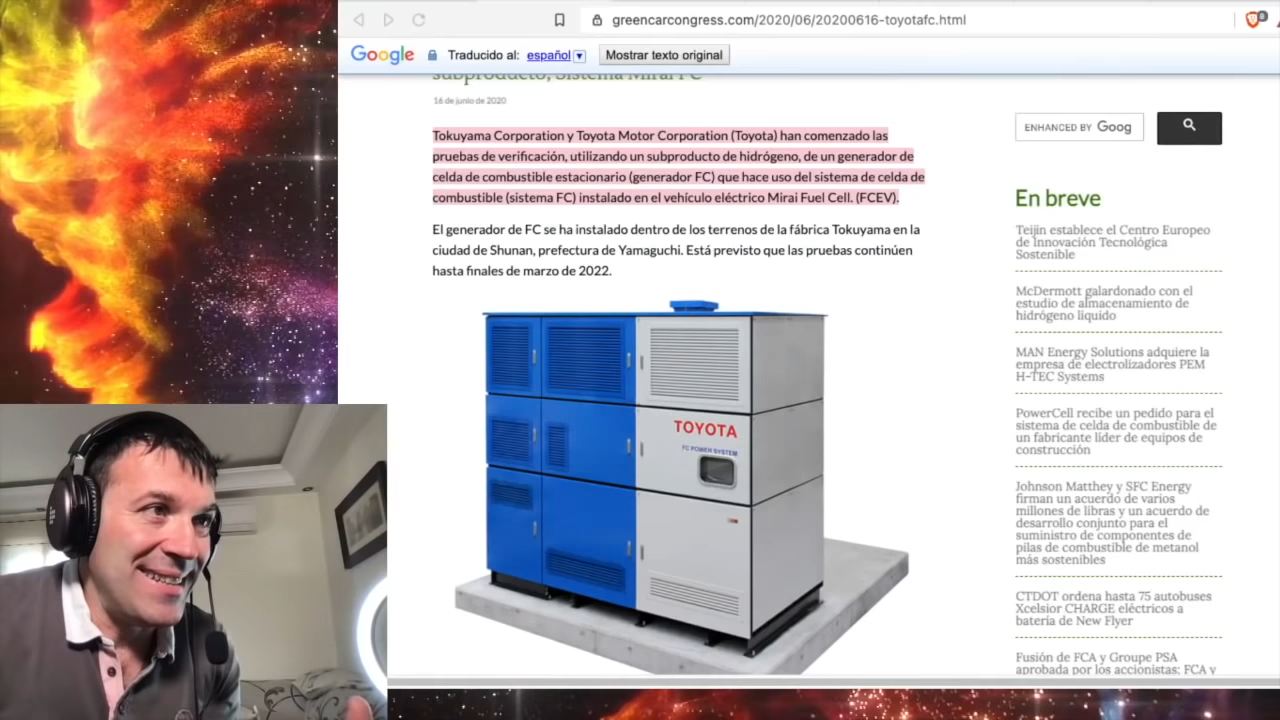 greencarcongress.com/2020/06/20200616-toyotafc.html
8
Google Traducido al: español Mostrar texto original
subproducto, Sistema Mirai FC
16 de junio de 2020
Tokuyama Corporation y Toyota Motor Corporation (Toyota) han comenzado las
pruebas de verificación, utilizando un subproducto de hidrógeno, de un generador de
celda de combustible estacionario (generador FC) que hace uso del sistema de celda de
combustible (sistema FC) instalado en el vehículo eléctrico Mirai Fuel Cell. (FCEV).
El generador de FC se ha instalado dentro de los terrenos de la fábrica Tokuyama en la
ciudad de Shunan, prefectura de Yamaguchi. Está previsto que las pruebas continúen
hasta finales de marzo de 2022.
TOYOTA
FC POWER SYSTEM
ENHANCED BY Goog
En breve
Teijin establece el Centro Europeo
de Innovación Tecnológica
Sostenible
McDermott galardonado con el
estudio de almacenamiento de
hidrógeno líquido
MAN Energy Solutions adquiere la
empresa de electrolizadores PEM
H-TEC Systems
PowerCell recibe un pedido para el
sistema de celda de combustible de
un fabricante líder de equipos de
construcción
Johnson Matthey y SFC Energy
firman un acuerdo de varios
millones de libras y un acuerdo de
desarrollo conjunto para el
suministro de componentes de
pilas de combustible de metanol
más sostenibles
CTDOT ordena hasta 75 autobuses
Xcelsior CHARGE eléctricos a
batería de New Flyer
Fusión de FCA y Groupe PSA
aprobada por los accionistas; FCA y